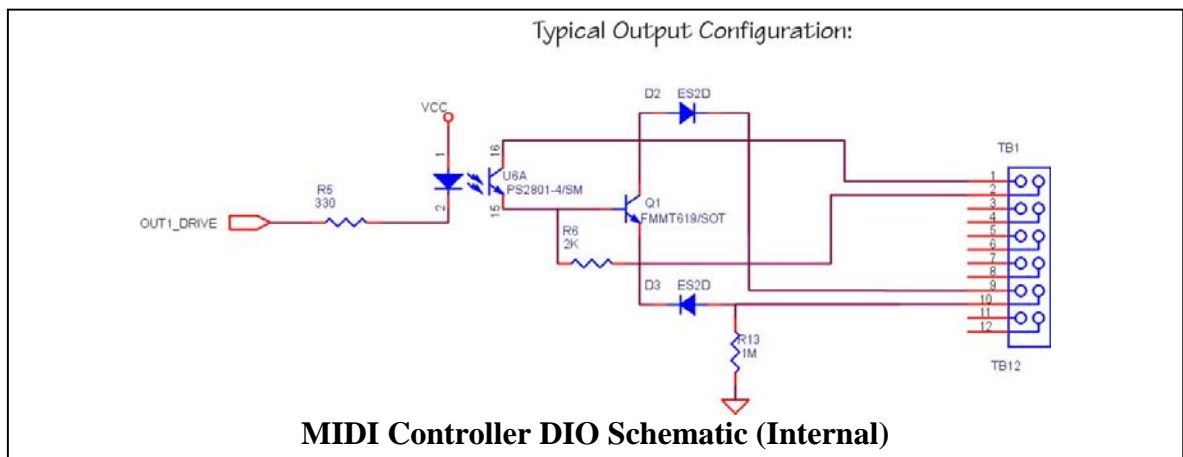 Typical Output Configuration:
D2 ES2D
VCC
1
16
TB1
U6A
PS2801-4/SM
1
2
3
4
5
6
7
8
9
10
11
12
R5
330
Q1
FMMT619/SOT
2
15
OUT1_DRIVE
R6
2K
D3 ES2D
R13
1M
TB12
MIDI Controller DIO Schematic (Internal)